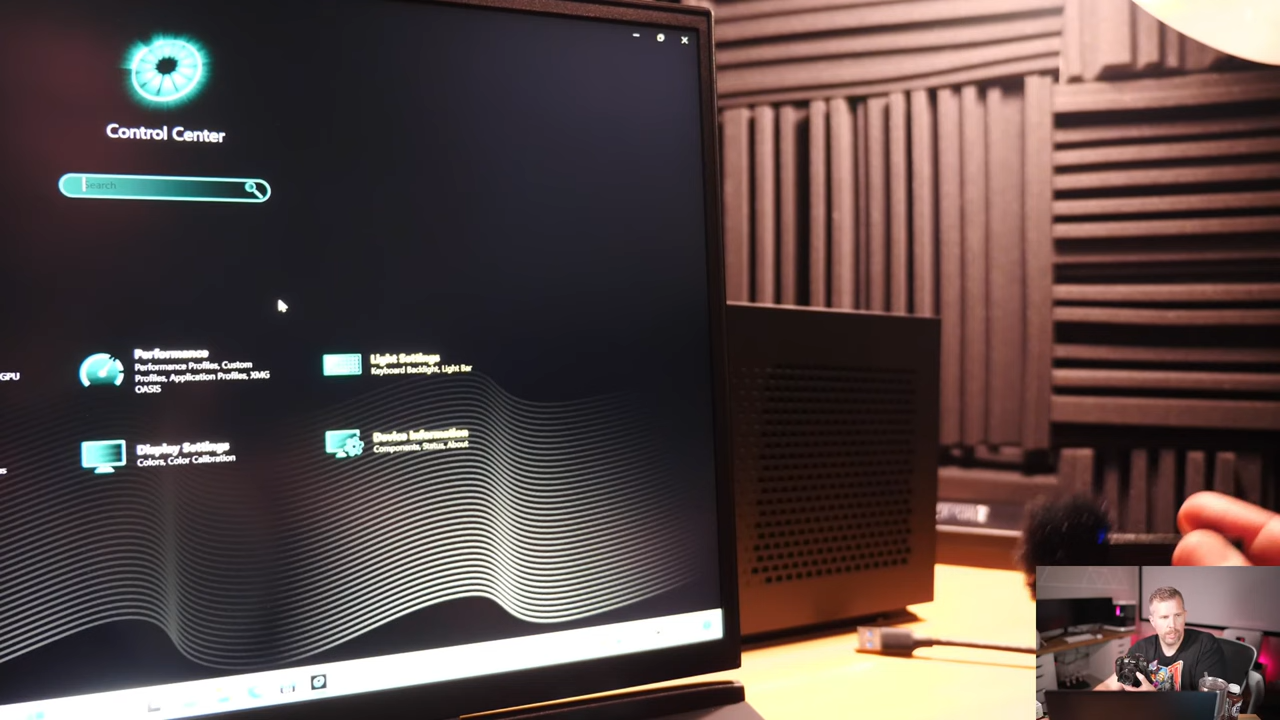 Control Center
Search
GPU
Performance
Performance Profiles, Custom
Profiles, Application Profiles, XMG
OASIS
Light Settings
Keyboard Backlight, Light Bar
Display Settings
Colors, Color Calibration
Device Information
Components, Status, About